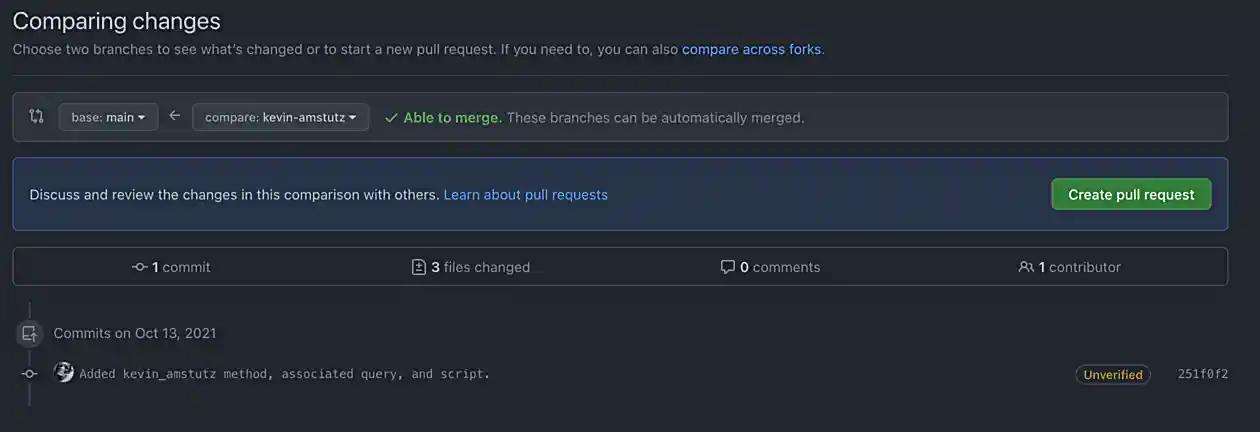 Comparing changes
Choose two branches to see what's changed or to start a new pull request. If you need to, you can also compare across forks.
base: main compare: kevin-amstutz Able to merge. These branches can be automatically merged.
Discuss and review the changes in this comparison with others. Learn about pull requests Create pull request
1 commit 3 files changed 0 comments 1 contributor
Commits on Oct 13, 2021
Added kevin_amstutz method, associated query, and script. Unverified 251f0f2